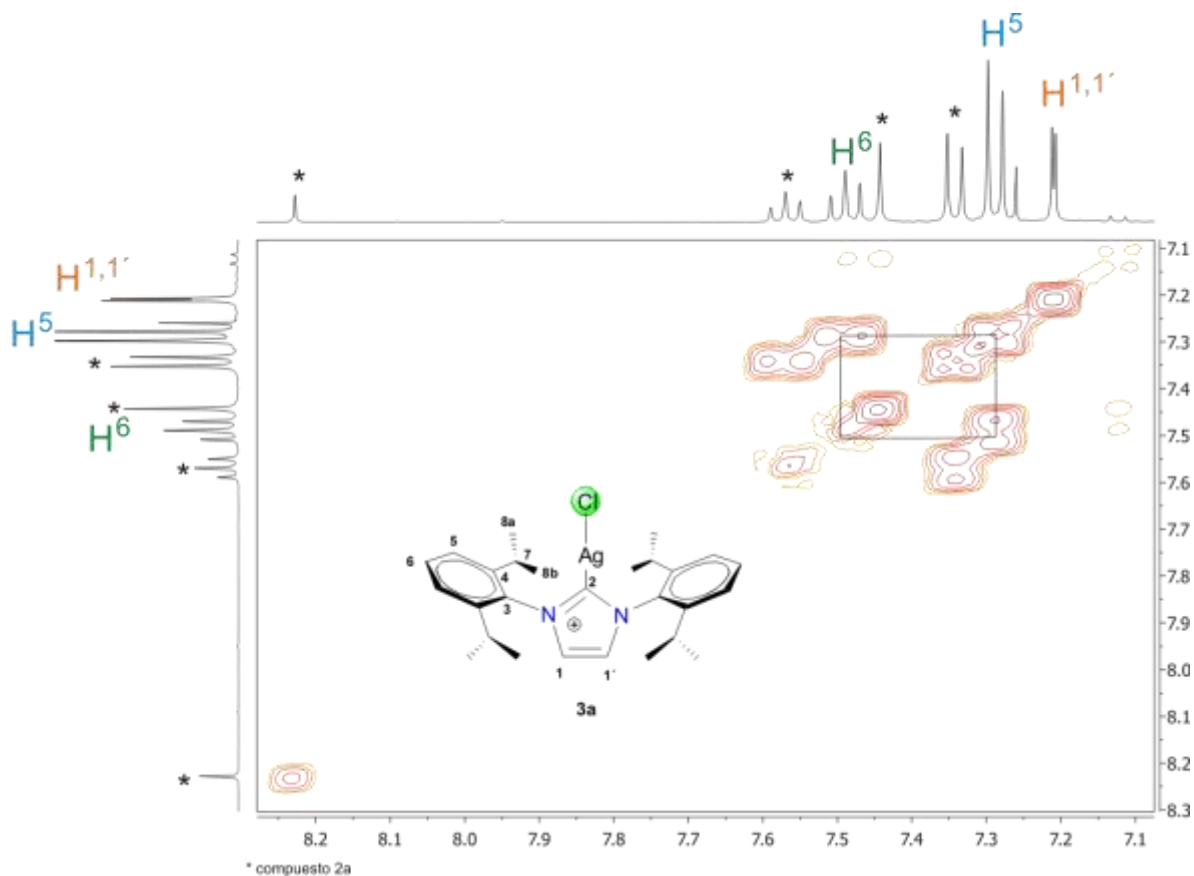 H5
H1,1´
*
*
H6
*
*
H1,1´
H5
*
*
H6
*
*
7.1
7.2
7.3
7.4
7.5
7.6
7.7
7.8
7.9
8.0
8.1
8.2
8.3
Cl
8a
5
7
Ag
6
4
8b
2
3
N
N
⊕
1
1´
3a
8.2 8.1 8.0 7.9 7.8 7.7 7.6 7.5 7.4 7.3 7.2 7.1
* compuesto 2a